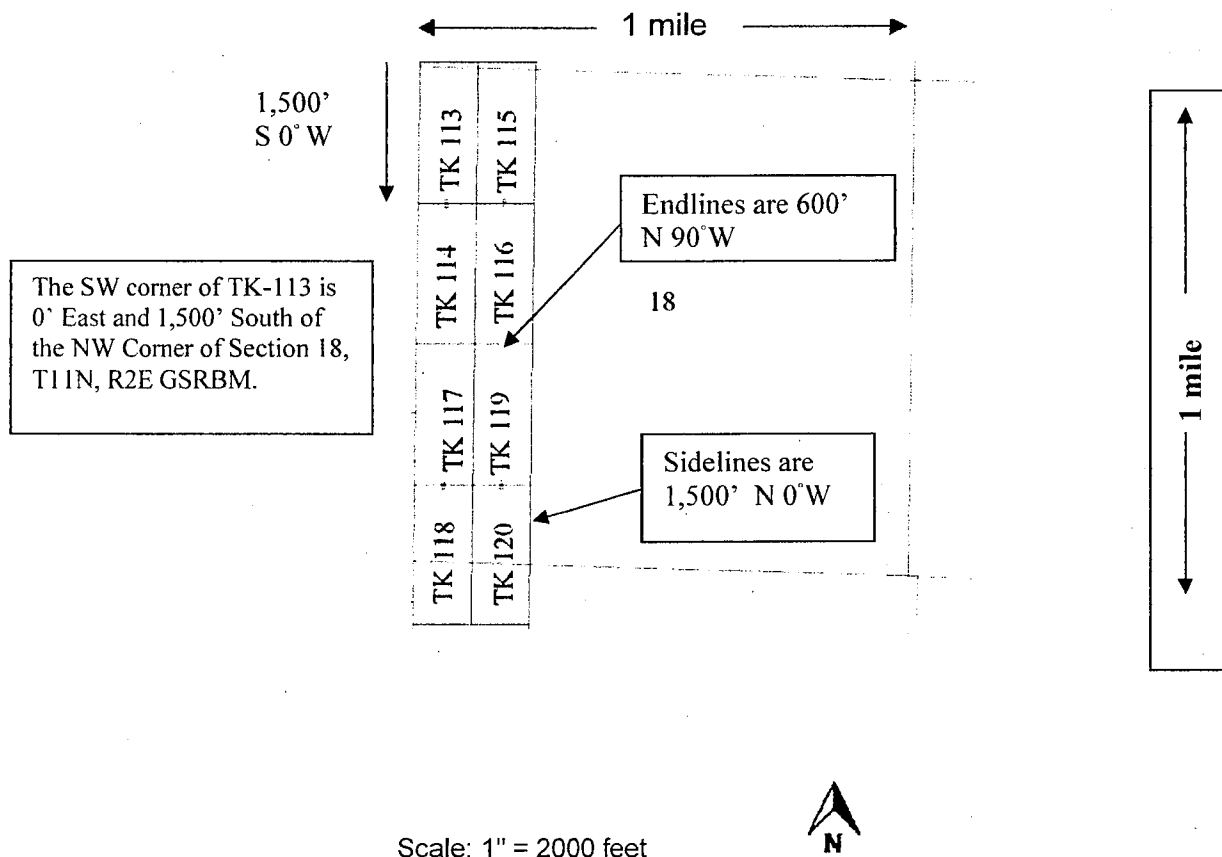 1 mile
1,500’
S 0° W
TK 113
TK 115
Endlines are 600’
N 90°W
TK 114
TK 116
The SW corner of TK-113 is
0’ East and 1,500’ South of
the NW Corner of Section 18,
T11N, R2E GSRBM.
18
1 mile
TK 117
TK 119
Sidelines are
1,500’ N 0°W
TK 118
TK 120
Scale: 1" = 2000 feet
N